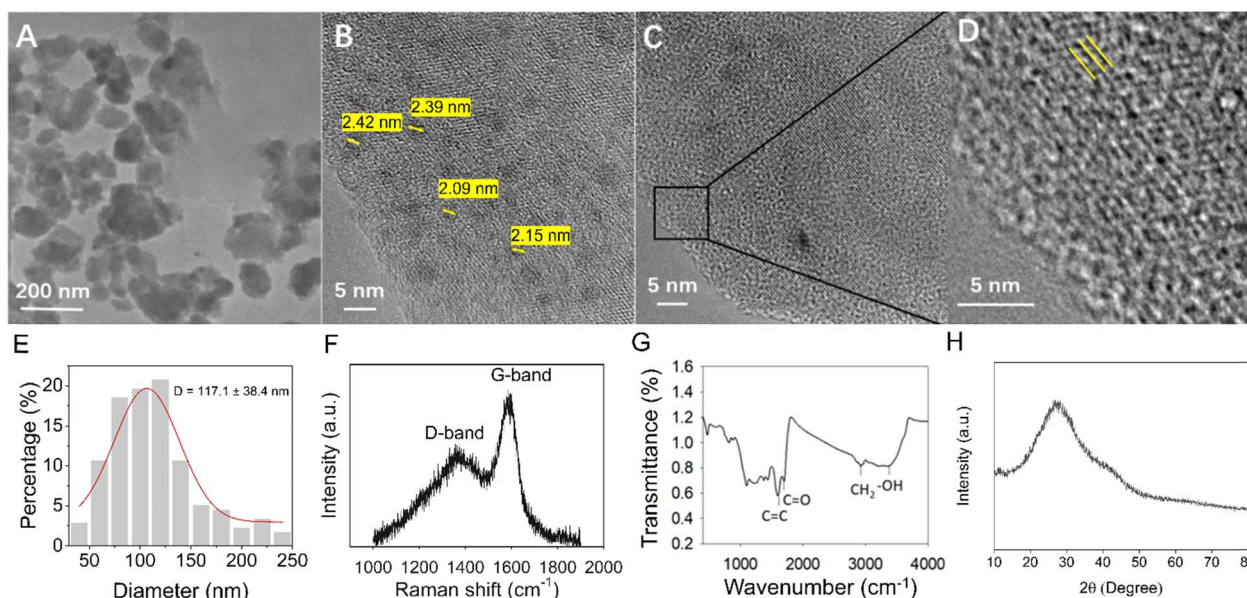 A
200 nm
B
2.42 nm
2.39 nm
2.09 nm
2.15 nm
5 nm
C
5 nm
D
5 nm
E
Percentage (%)
20
15
10
5
0
D = 117.1 ± 38.4 nm
50 100 150 200 250
Diameter (nm)
F
Intensity (a.u.)
D-band
G-band
1000 1200 1400 1600 1800 2000
Raman shift (cm⁻¹)
G
Transmittance (%)
1.6
1.4
1.2
1.0
0.8
0.6
0.4
0.2
C=C
C=O
CH₂
-OH
1000 2000 3000 4000
Wavenumber (cm⁻¹)
H
Intensity (a.u.)
10 20 30 40 50 60 70 80
2θ (Degree)